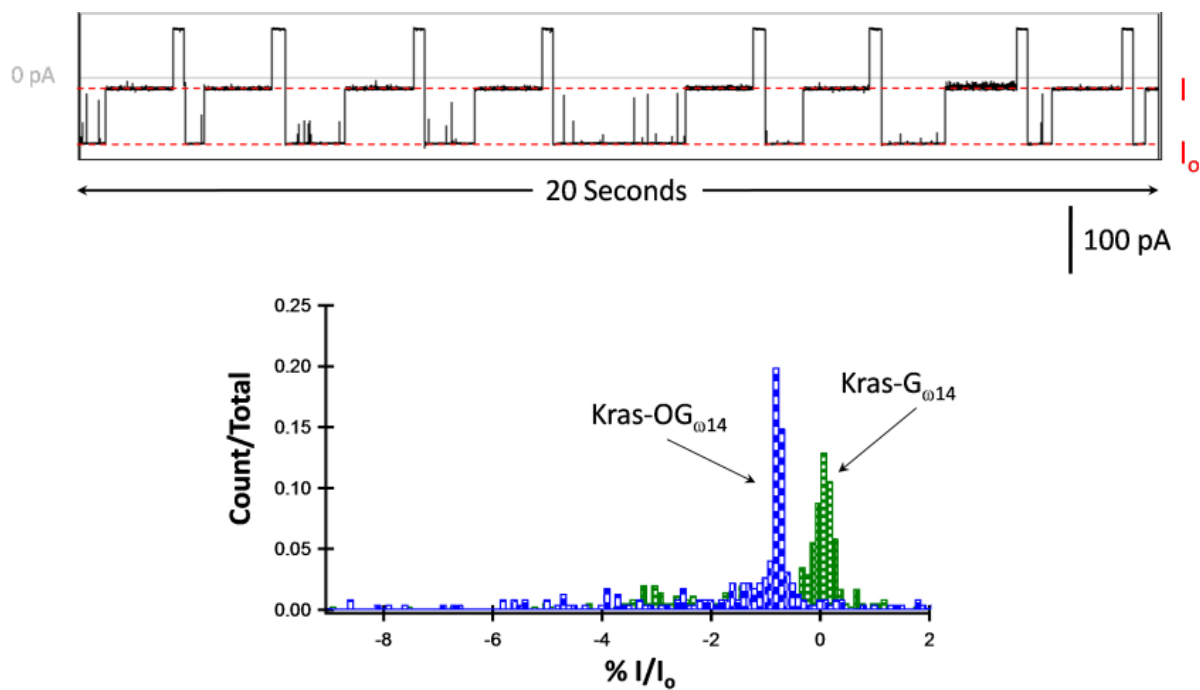 0 pA
I
Iₒ
20 Seconds
100 pA
0.25
0.20
0.15
0.10
0.05
0.00
Count/Total
Kras-OGω14
Kras-Gω14
-8
-6
-4
-2
0
2
% I/Iₒ